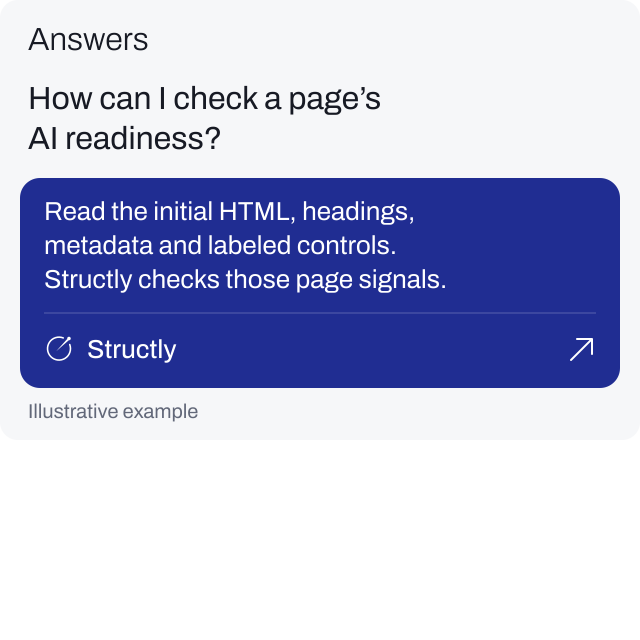 Answers
How can I check a page’s
AI readiness?
Read the initial HTML, headings,
metadata and labeled controls.
Structly checks those page signals.
Structly
Illustrative example